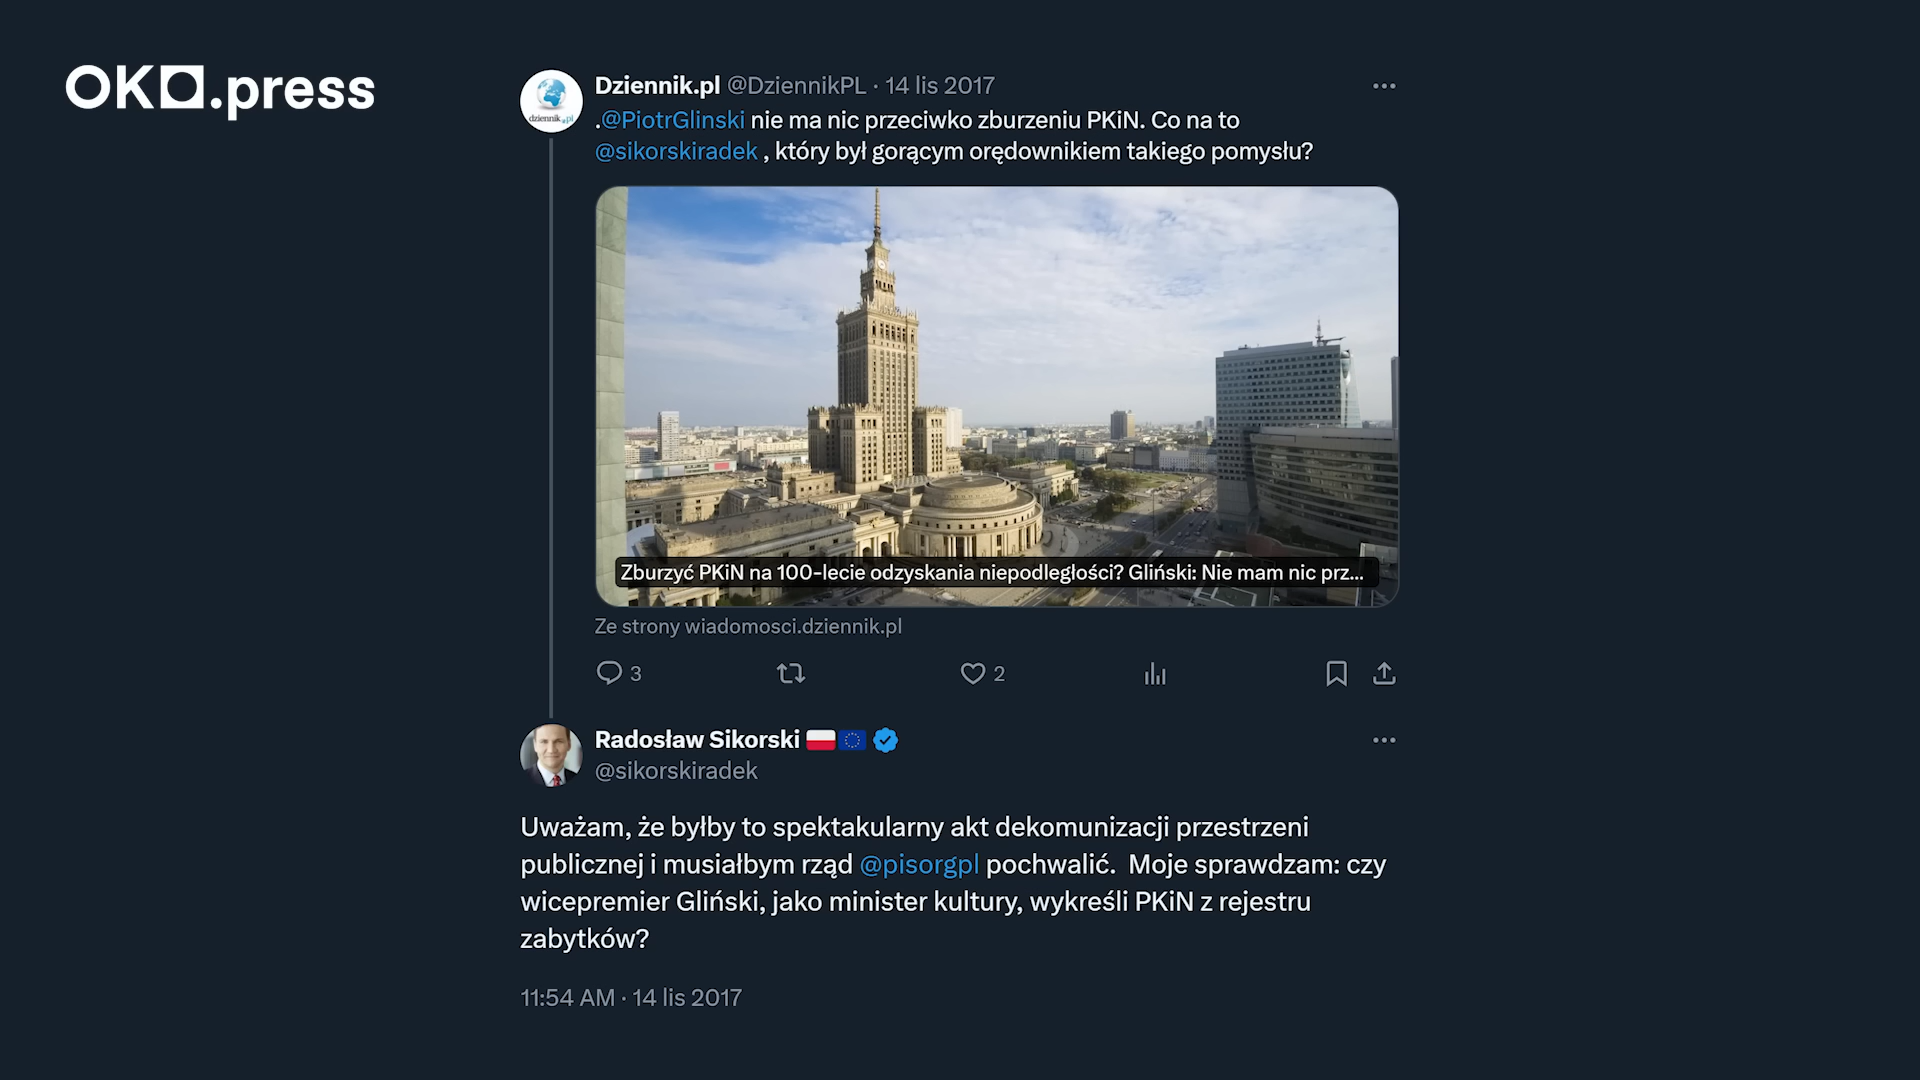 OKO.press
Dziennik.pl @DziennikPL · 14 lis 2017
.@PiotrGlinski nie ma nic przeciwko zburzeniu PKiN. Co na to
@sikorskiradek , który był gorącym orędownikiem takiego pomysłu?
dziennik.pl
Zburzyć PKiN na 100-lecie odzyskania niepodległości? Gliński: Nie mam nic prz...
Ze strony wiadomosci.dziennik.pl
3 2
Radosław Sikorski
@sikorskiradek
Uważam, że byłby to spektakularny akt dekomunizacji przestrzeni
publicznej i musiałbym rząd @pisorgpl pochwalić.  Moje sprawdzam: czy
wicepremier Gliński, jako minister kultury, wykreśli PKiN z rejestru
zabytków?
11:54 AM · 14 lis 2017